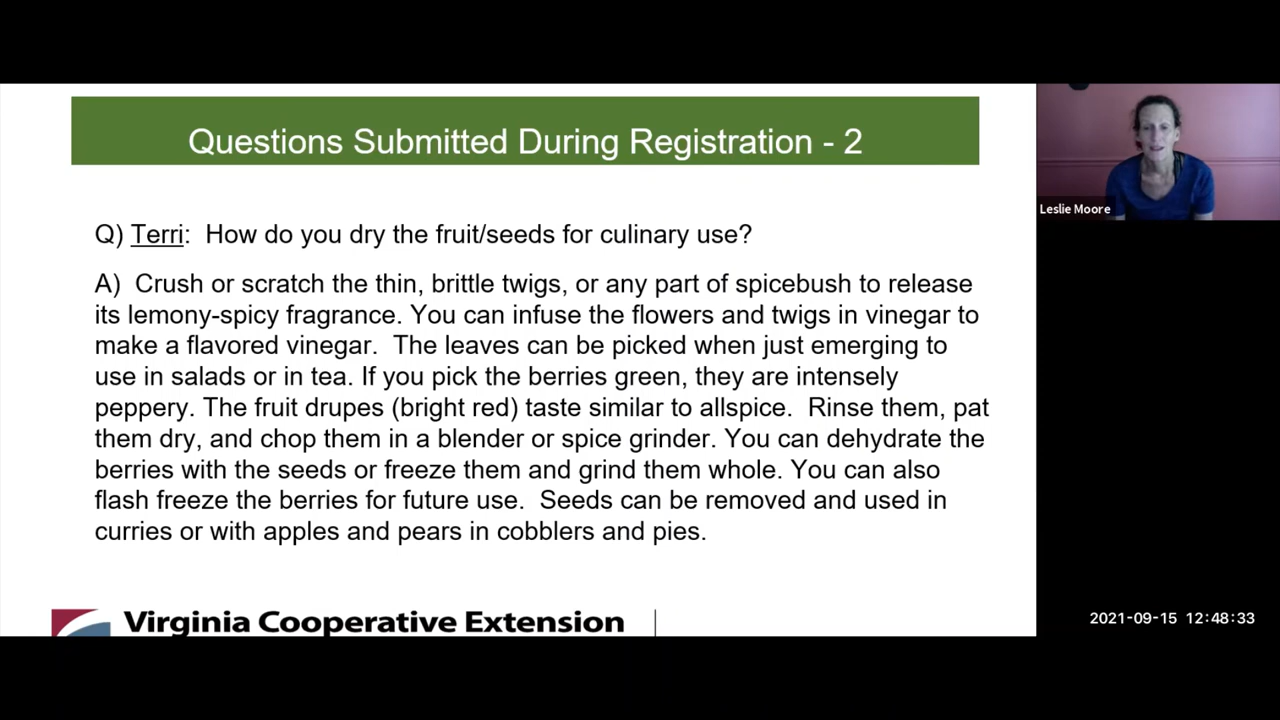 Questions Submitted During Registration - 2
Q) Terri: How do you dry the fruit/seeds for culinary use?
A) Crush or scratch the thin, brittle twigs, or any part of spicebush to release
its lemony-spicy fragrance. You can infuse the flowers and twigs in vinegar to
make a flavored vinegar. The leaves can be picked when just emerging to
use in salads or in tea. If you pick the berries green, they are intensely
peppery. The fruit drupes (bright red) taste similar to allspice. Rinse them, pat
them dry, and chop them in a blender or spice grinder. You can dehydrate the
berries with the seeds or freeze them and grind them whole. You can also
flash freeze the berries for future use. Seeds can be removed and used in
curries or with apples and pears in cobblers and pies.
Virginia Cooperative Extension
Leslie Moore
2021-09-15 12:48:33